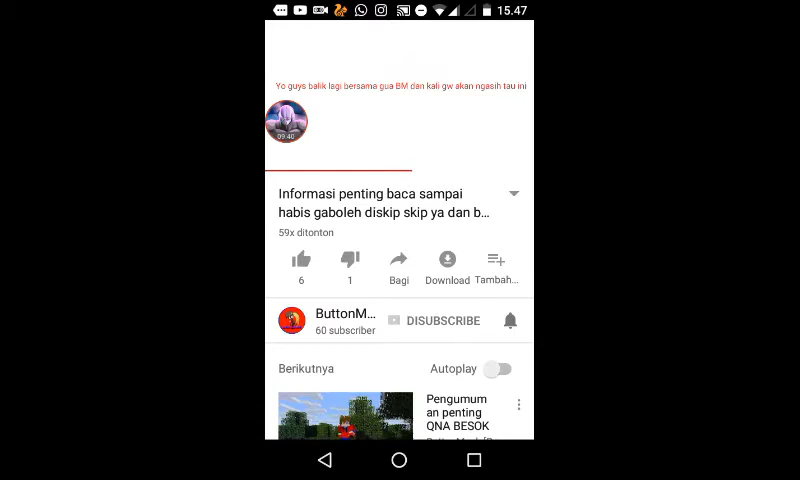 15.47
Yo guys balik lagi bersama gua BM dan kali gw akan ngasih tau ini
09:40
Informasi penting baca sampai
habis gaboleh diskip skip ya dan b...
59x ditonton
6
1
Bagi
Download
Tambah...
ButtonM...
DISUBSCRIBE
60 subscriber
Berikutnya
Autoplay
Pengumum
an penting
QNA BESOK